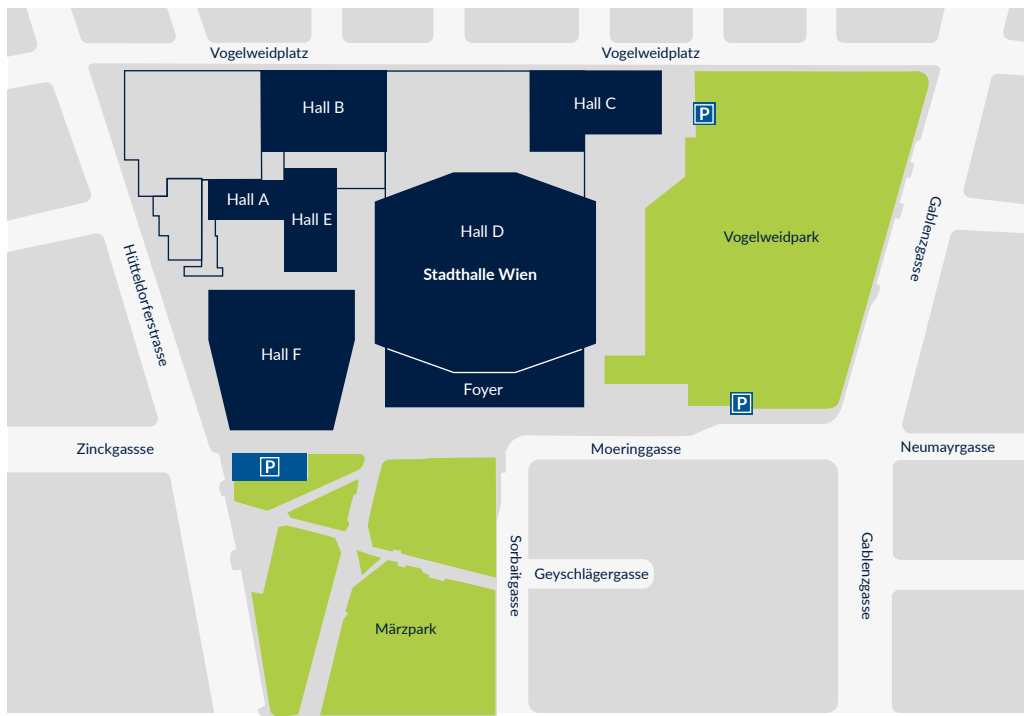 Vogelweidplatz
Vogelweidplatz
Hall B
Hall C
P
Hall A
Hall E
Hall D
Stadthalle Wien
Vogelweidpark
Gablenzgasse
Hütteldorferstrasse
Hall F
Foyer
P
Zinckgassse
Moeringgasse
Neumayrgasse
P
Sorbaitgasse
Geyschlägergasse
Gablenzgasse
Märzpark